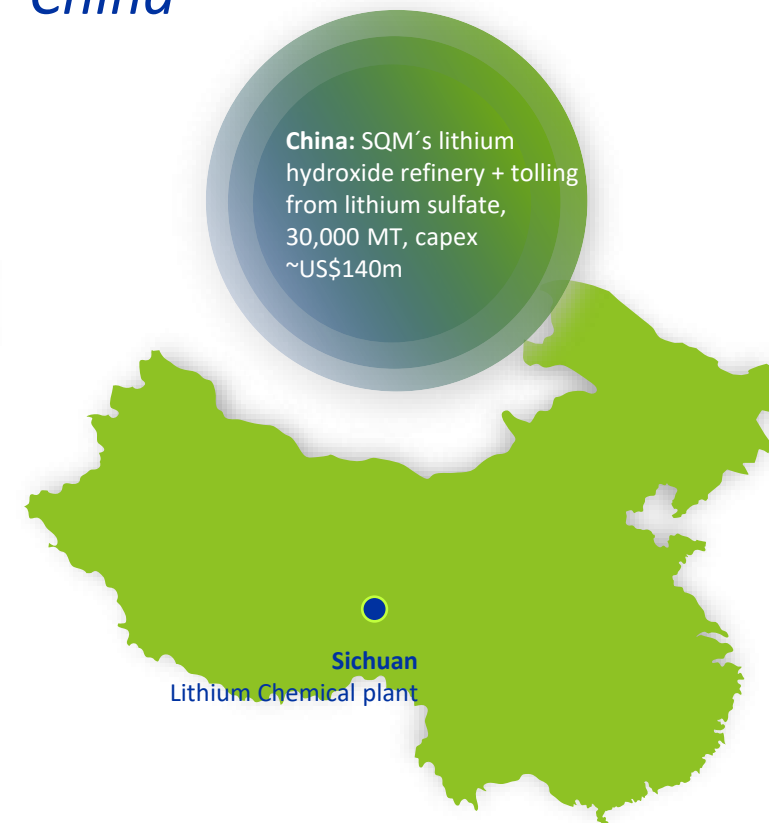 China
China: SQM´s lithium
hydroxide refinery + tolling
from lithium sulfate,
30,000 MT, capex
~US$140m
Sichuan
Lithium Chemical plant